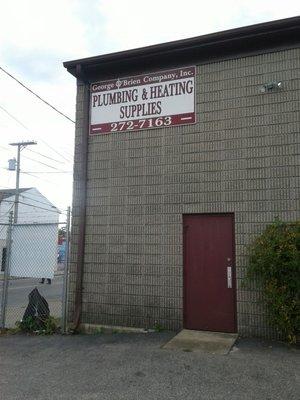 George O'Brien Company, Inc.
PLUMBING & HEATING
SUPPLIES
272-7163